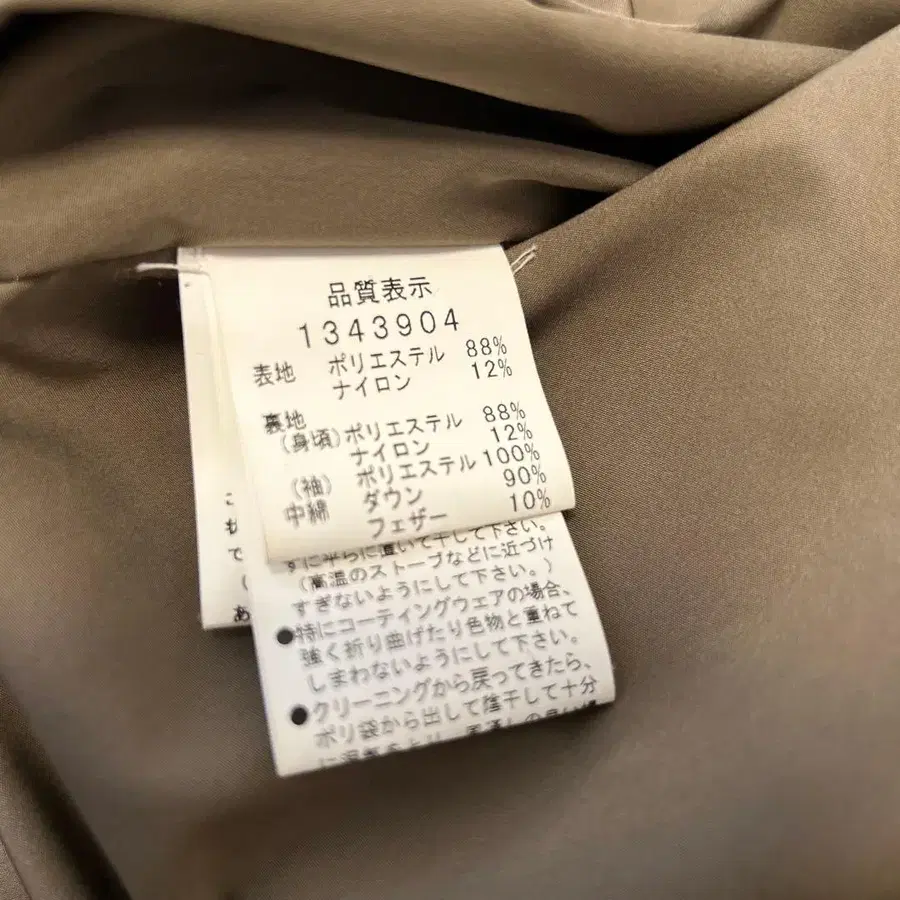 品質表示
1343904
表地 ポリエステル 88%
ナイロン 12%
裏地
(身頃)ポリエステル 88%
ナイロン 12%
(袖) ポリエステル 100%
中綿 ダウン 90%
フェザー 10%
ずに平らに置いて干して下さい。
(高温のストーブなどに近づけ
すぎないようにして下さい。)
●特にコーティングウェアの場合、
強く折り曲げたり色物と重ねて
しまわないようにして下さい。
●クリーニングから戻ってきたら、
ポリ袋から出して陰干して十分
こ
も
で
(
あ